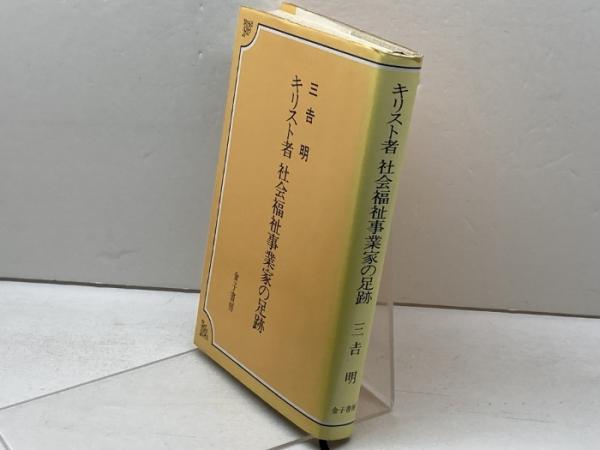 三吉明
キリスト者 社会福祉事業家の足跡
金子書房
キリスト者 社会福祉事業家の足跡
三吉明
金子書房